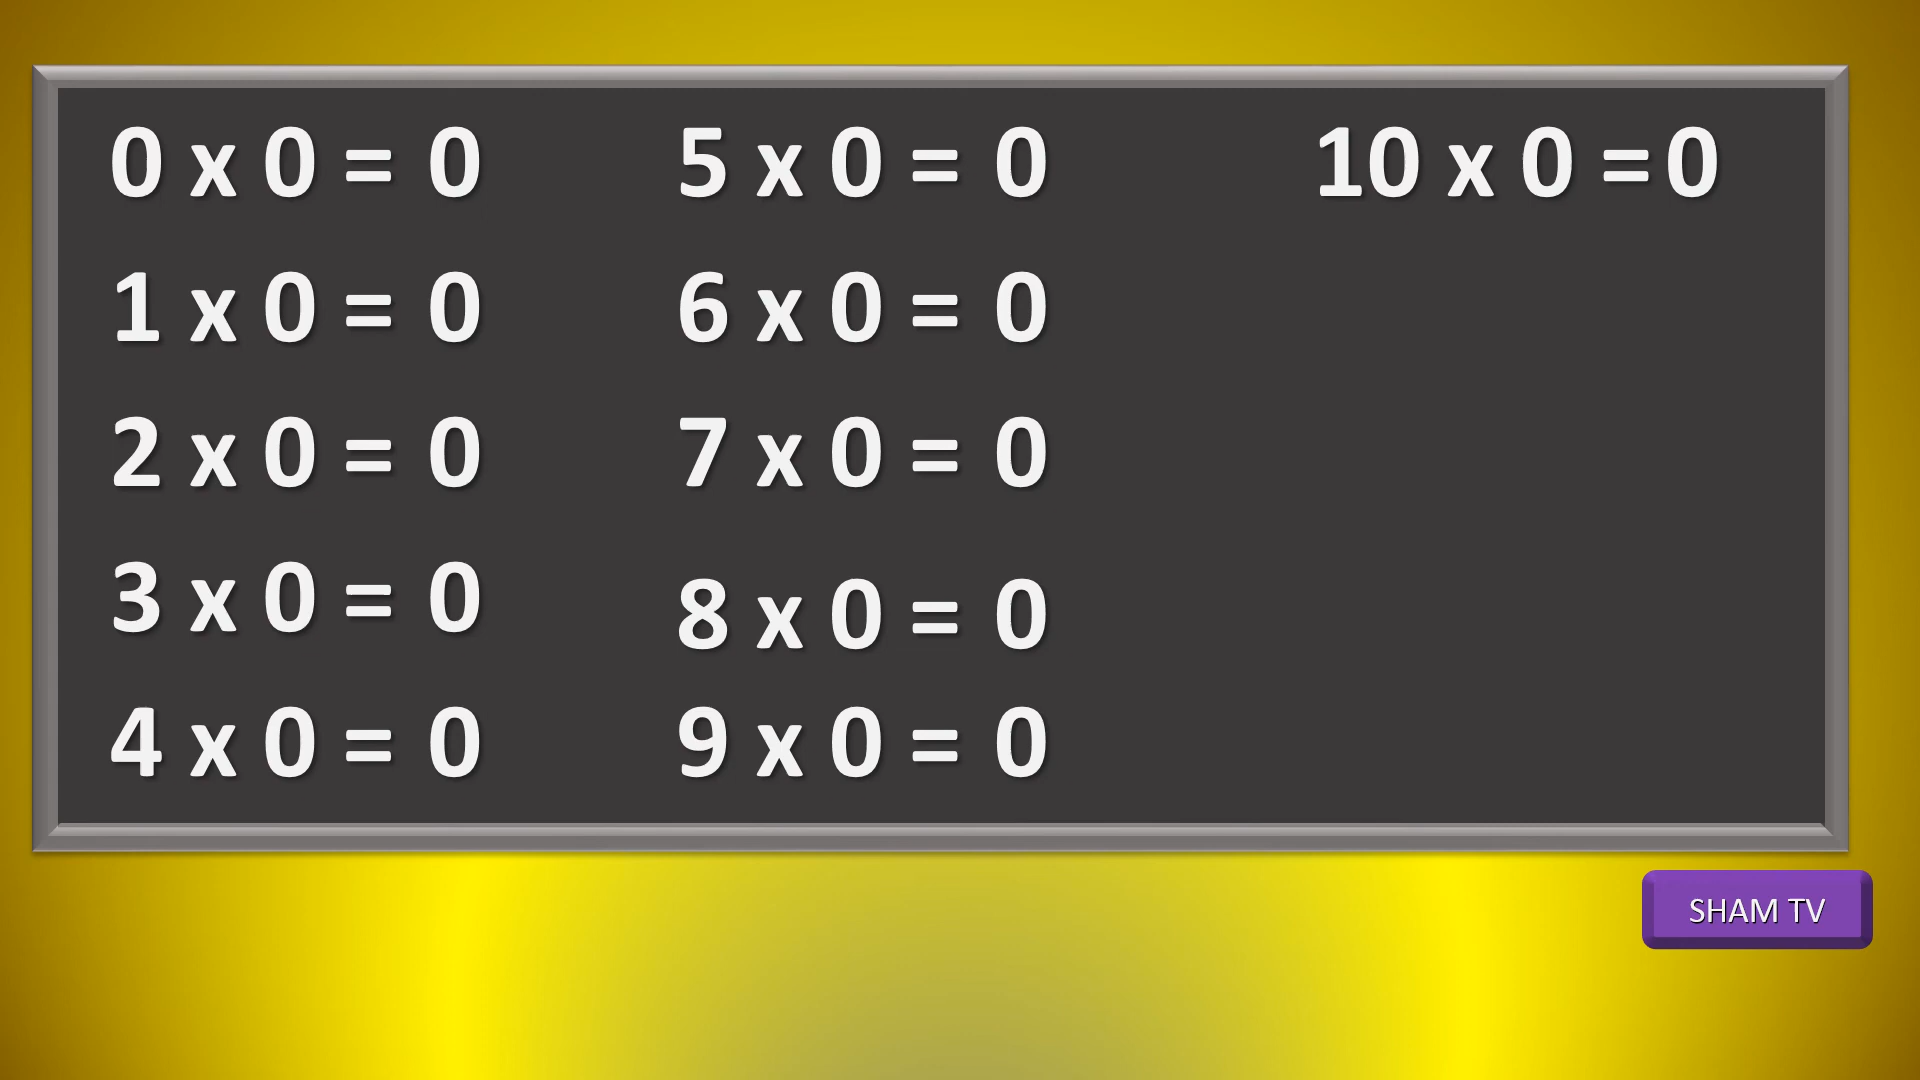 0 x 0 = 0
1 x 0 = 0
2 x 0 = 0
3 x 0 = 0
4 x 0 = 0
5 x 0 = 0
6 x 0 = 0
7 x 0 = 0
8 x 0 = 0
9 x 0 = 0
10 x 0 = 0
SHAM TV